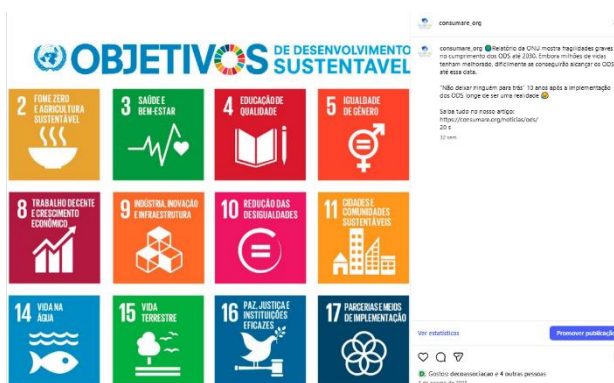 OBJETIVOS DE DESENVOLVIMENTO
SUSTENTAVEL
2 FOME ZERO
E AGRICULTURA
SUSTENTÁVEL
3 SAÚDE E
BEM-ESTAR
4 EDUCAÇÃO DE
QUALIDADE
5 IGUALDADE
DE GÉNERO
8 TRABALHO DECENTE
E CRESCIMENTO
ECONÓMICO
9 INDÚSTRIA, INOVAÇÃO
E INFRAESTRUTURA
10 REDUÇÃO DAS
DESIGUALDADES
11 CIDADES E
COMUNIDADES
SUSTENTÁVEIS
14 VIDA NA
ÁGUA
15 VIDA
TERRESTRE
16 PAZ, JUSTIÇA E
INSTITUIÇÕES
EFICAZES
17 PARCERIAS E MEIOS
DE IMPLEMENTAÇÃO
consumare_org
consumare_org Relatório da ONU mostra fragilidades graves
no cumprimento dos ODS até 2030. Embora milhões de vidas
tenham melhorado, dificilmente se conseguirão alcançar os ODS
até essa data.
"Não deixar ninguém para trás" 10 anos após a implementação
dos ODS longe de ser uma realidade
Saiba tudo no nosso artigo:
https://consumare.org/noticias/ods/
20 s
Ver estatísticas
Promover publicação
Gostos: decoassociacao e 4 outras pessoas